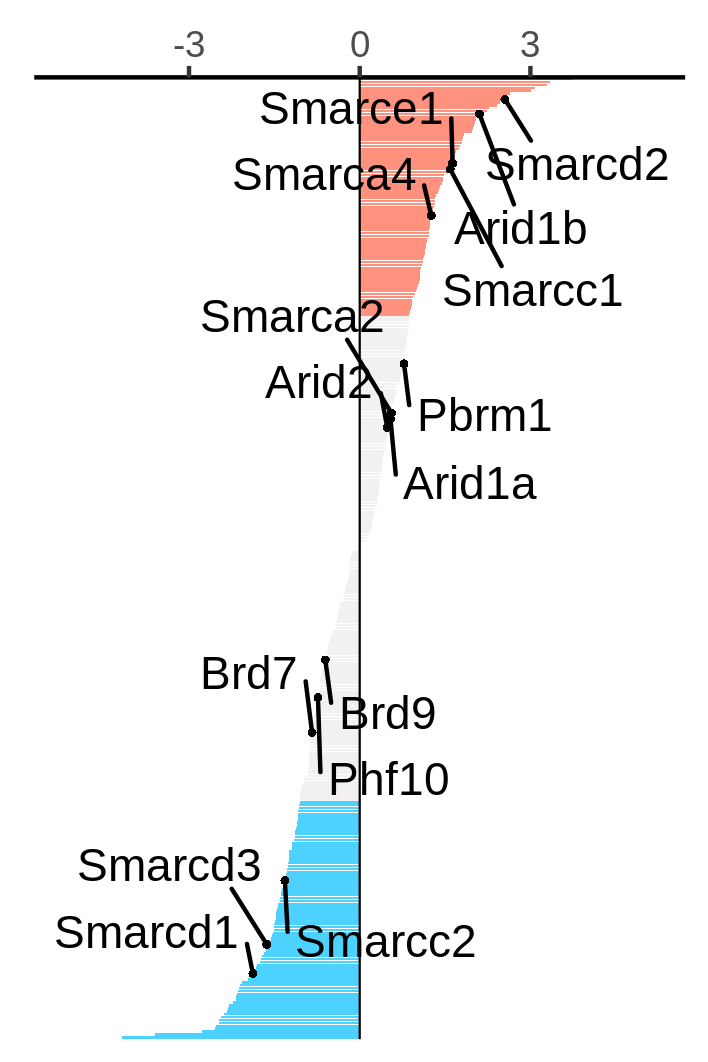 -3 0 3
Smarce1
Smarcd2
Smarca4
Arid1b
Smarcc1
Smarca2
Arid2
Pbrm1
Arid1a
Brd7
Brd9
Phf10
Smarcd3
Smarcd1
Smarcc2